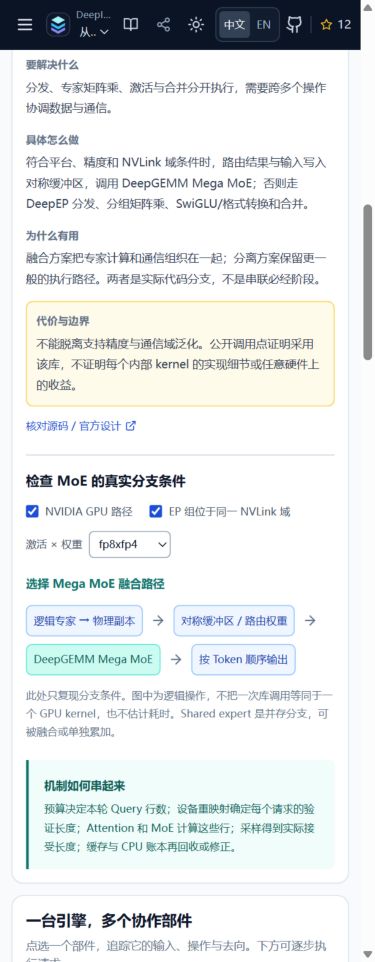 DeepI...
从..
中文
EN
12
要解决什么
分发、专家矩阵乘、激活与合并分开执行，需要跨多个操作
协调数据与通信。
具体怎么做
符合平台、精度和 NVLink 域条件时，路由结果与输入写入
对称缓冲区，调用 DeepGEMM Mega MoE；否则走
DeepEP 分发、分组矩阵乘、SwiGLU/格式转换和合并。
为什么有用
融合方案把专家计算和通信组织在一起；分离方案保留更一
般的执行路径。两者是实际代码分支，不是串联必经阶段。
代价与边界
不能脱离支持精度与通信域泛化。公开调用点证明采用
该库，不证明每个内部 kernel 的实现细节或任意硬件上
的收益。
核对源码 / 官方设计
检查 MoE 的真实分支条件
NVIDIA GPU 路径
EP 组位于同一 NVLink 域
激活 × 权重
fp8xfp4
选择 Mega MoE 融合路径
逻辑专家 → 物理副本
→
对称缓冲区 / 路由权重
→
DeepGEMM Mega MoE
→
按 Token 顺序输出
此处只复现分支条件。图中为逻辑操作，不把一次库调用等同于一
个 GPU kernel，也不估计耗时。Shared expert 是并存分支，可
被融合或单独累加。
机制如何串起来
预算决定本轮 Query 行数；设备重映射确定每个请求的验
证长度；Attention 和 MoE 计算这些行；采样得到实际接
受长度；缓存与 CPU 账本再回收或修正。
一台引擎，多个协作部件
点选一个部件，追踪它的输入、操作与去向。下方可逐步执
行请求